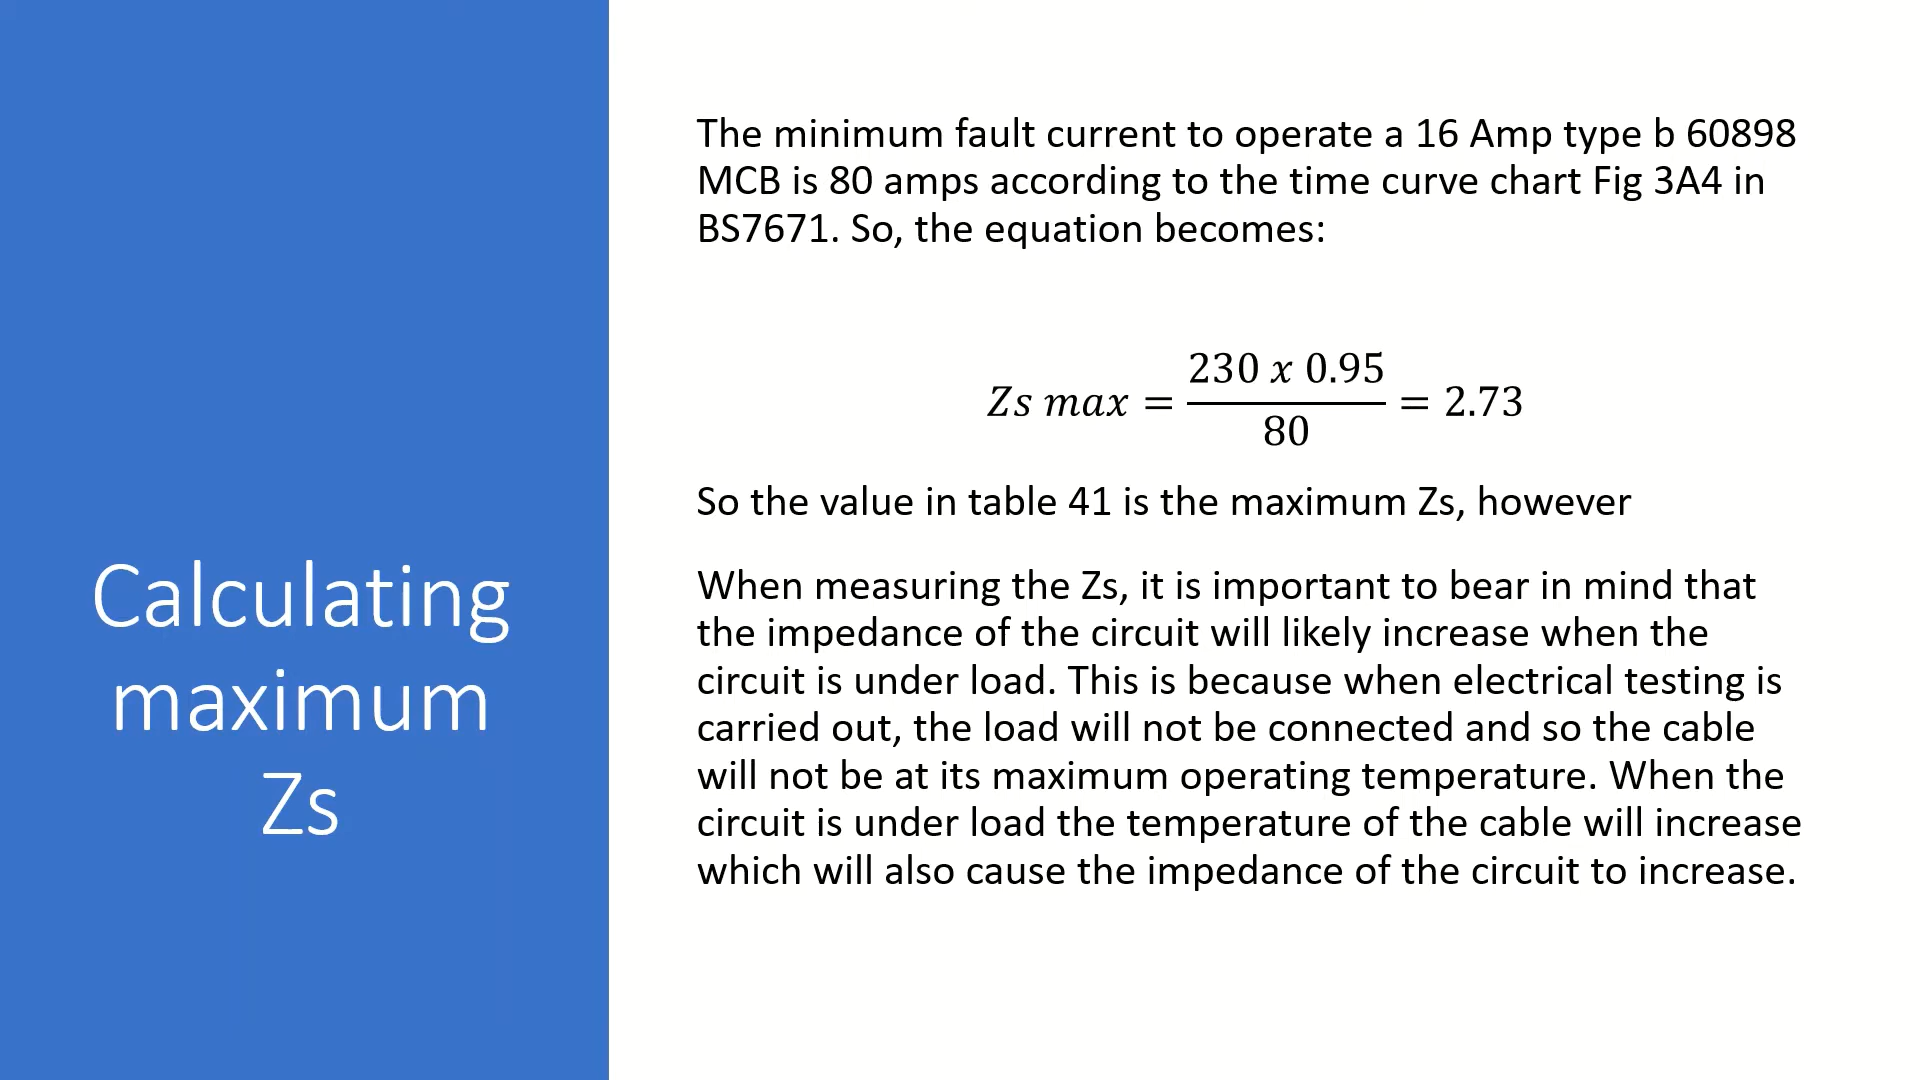 Calculating
maximum
Zs
The minimum fault current to operate a 16 Amp type b 60898
MCB is 80 amps according to the time curve chart Fig 3A4 in
BS7671. So, the equation becomes:
Zs max = 230 x 0.95 / 80 = 2.73
So the value in table 41 is the maximum Zs, however
When measuring the Zs, it is important to bear in mind that
the impedance of the circuit will likely increase when the
circuit is under load. This is because when electrical testing is
carried out, the load will not be connected and so the cable
will not be at its maximum operating temperature. When the
circuit is under load the temperature of the cable will increase
which will also cause the impedance of the circuit to increase.